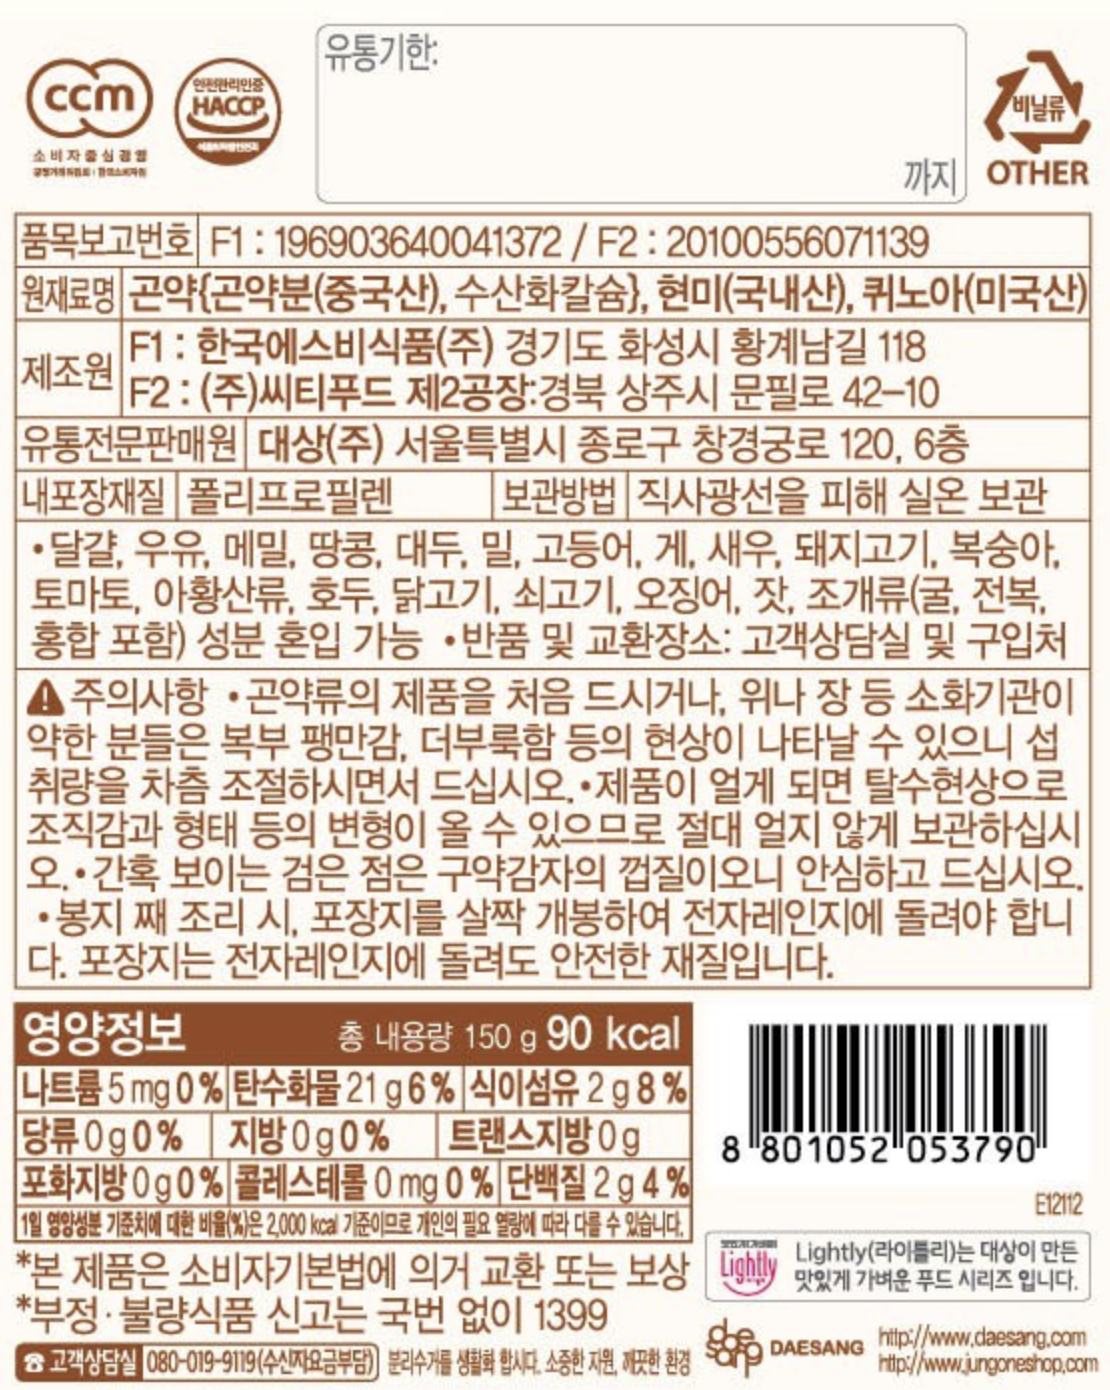 유통기한:
까지
ccm
소비자중심경영
안전관리인증
HACCP
비닐류
OTHER
품목보고번호 F1 : 196903640041372 / F2 : 20100556071139
원재료명 곤약{곤약분(중국산), 수산화칼슘}, 현미(국내산), 퀴노아(미국산)
제조원 F1 : 한국에스비식품(주) 경기도 화성시 황계남길 118
F2 : (주)씨티푸드 제2공장:경북 상주시 문필로 42-10
유통전문판매원 대상(주) 서울특별시 종로구 창경궁로 120, 6층
내포장재질 폴리프로필렌 보관방법 직사광선을 피해 실온 보관
•달걀, 우유, 메밀, 땅콩, 대두, 밀, 고등어, 게, 새우, 돼지고기, 복숭아,
토마토, 아황산류, 호두, 닭고기, 쇠고기, 오징어, 잣, 조개류(굴, 전복,
홍합 포함) 성분 혼입 가능 •반품 및 교환장소: 고객상담실 및 구입처
주의사항 •곤약류의 제품을 처음 드시거나, 위나 장 등 소화기관이
약한 분들은 복부 팽만감, 더부룩함 등의 현상이 나타날 수 있으니 섭
취량을 차츰 조절하시면서 드십시오.•제품이 얼게 되면 탈수현상으로
조직감과 형태 등의 변형이 올 수 있으므로 절대 얼지 않게 보관하십시
오.•간혹 보이는 검은 점은 구약감자의 껍질이오니 안심하고 드십시오.
•봉지 째 조리 시, 포장지를 살짝 개봉하여 전자레인지에 돌려야 합니
다. 포장지는 전자레인지에 돌려도 안전한 재질입니다.
영양정보 총 내용량 150 g 90 kcal
나트륨 5 mg 0 % 탄수화물 21 g 6 % 식이섬유 2 g 8 %
당류 0 g 0 % 지방 0 g 0 % 트랜스지방 0 g
포화지방 0 g 0 % 콜레스테롤 0 mg 0 % 단백질 2 g 4 %
1일 영양성분 기준치에 대한 비율(%)은 2,000 kcal 기준이므로 개인의 필요 열량에 따라 다를 수 있습니다.
8 801052 053790
E12112
*본 제품은 소비자기본법에 의거 교환 또는 보상
*부정·불량식품 신고는 국번 없이 1399
Lightly
Lightly(라이틀리)는 대상이 만든
맛있게 가벼운 푸드 시리즈 입니다.
고객상담실 080-019-9119(수신자요금부담) 분리수거를 생활화 합시다. 소중한 자원, 깨끗한 환경
DAESANG
http://www.daesang.com
http://www.jungoneshop.com